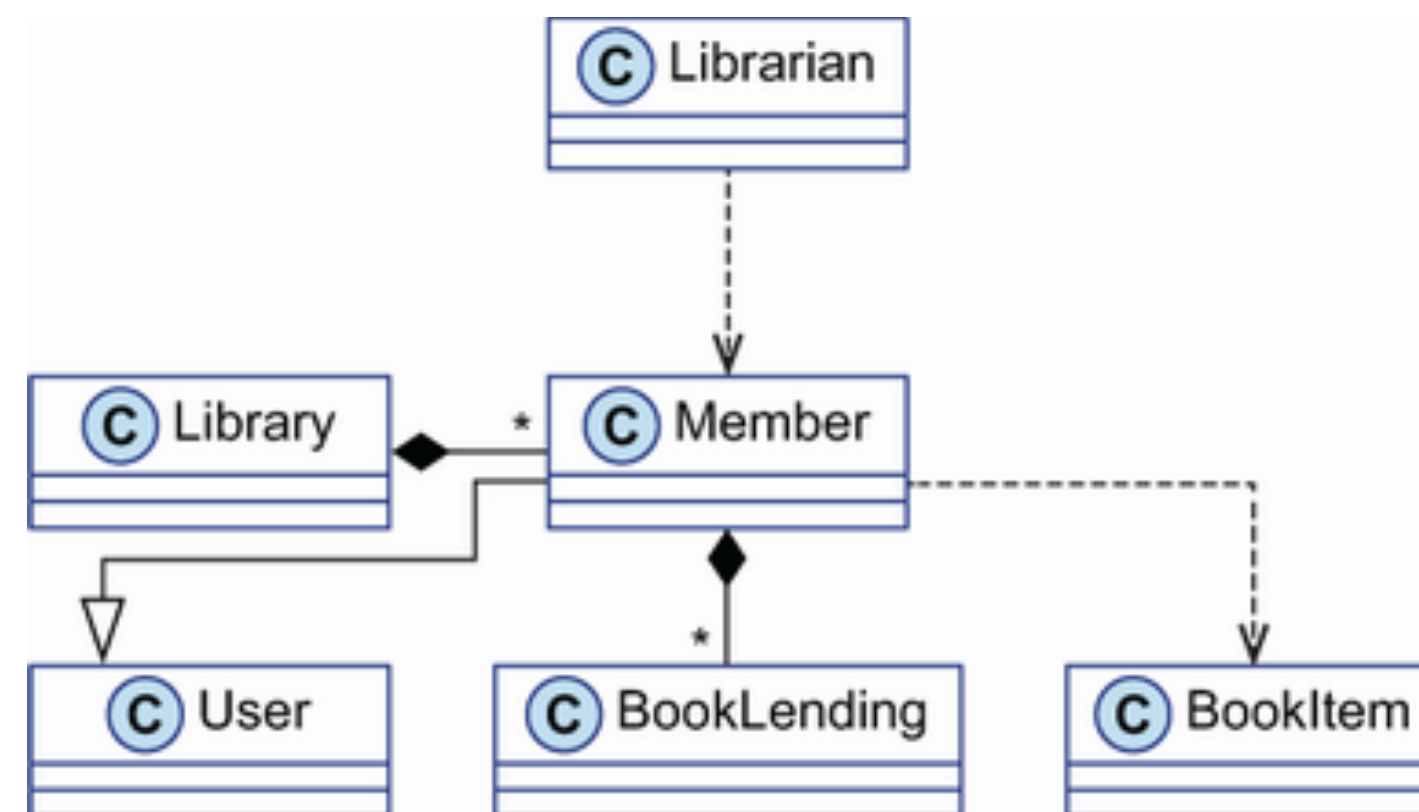 C Librarian
C Library
* C Member
*
C User
C BookLending
C BookItem